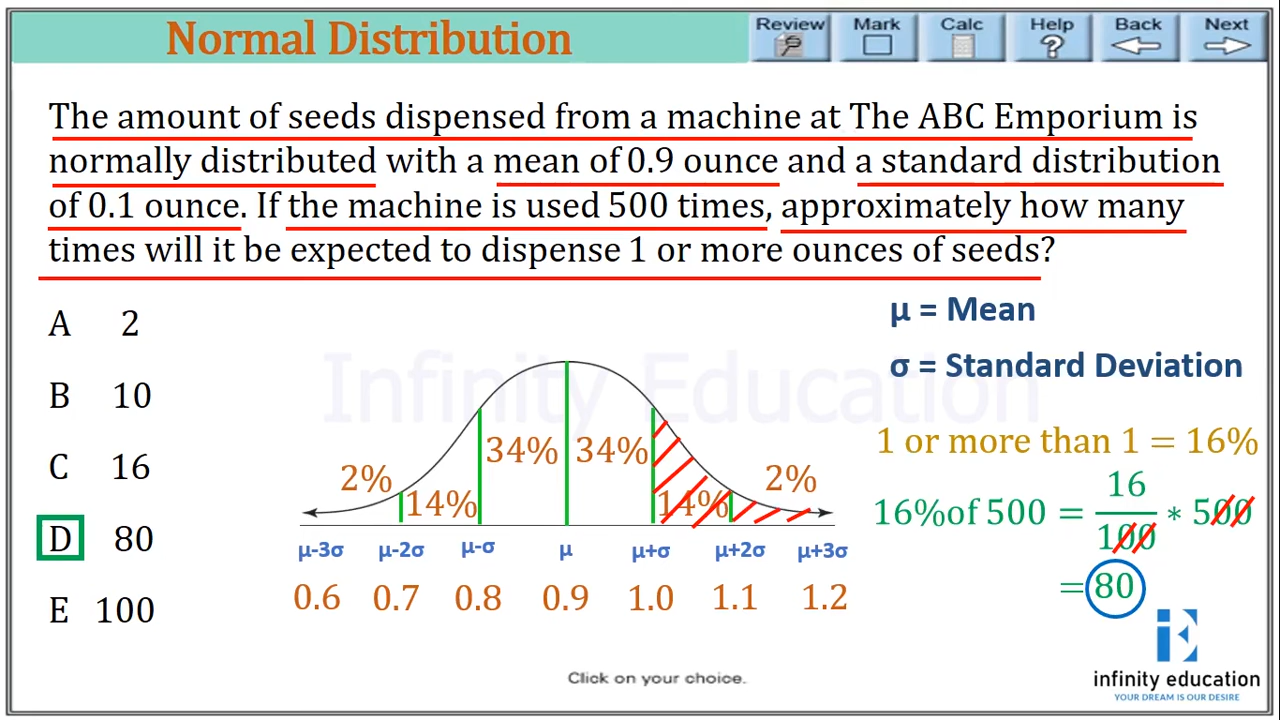 Normal Distribution
Review Mark Calc Help Back Next
The amount of seeds dispensed from a machine at The ABC Emporium is
normally distributed with a mean of 0.9 ounce and a standard distribution
of 0.1 ounce. If the machine is used 500 times, approximately how many
times will it be expected to dispense 1 or more ounces of seeds?
A 2
B 10
C 16
D 80
E 100
μ = Mean
σ = Standard Deviation
Infinity Education
34% 34%
2% 14% 14% 2%
μ-3σ μ-2σ μ-σ μ μ+σ μ+2σ μ+3σ
0.6 0.7 0.8 0.9 1.0 1.1 1.2
1 or more than 1 = 16%
16%of 500 = 16/100 * 500
= 80
Click on your choice.
iE
infinity education
YOUR DREAM IS OUR DESIRE